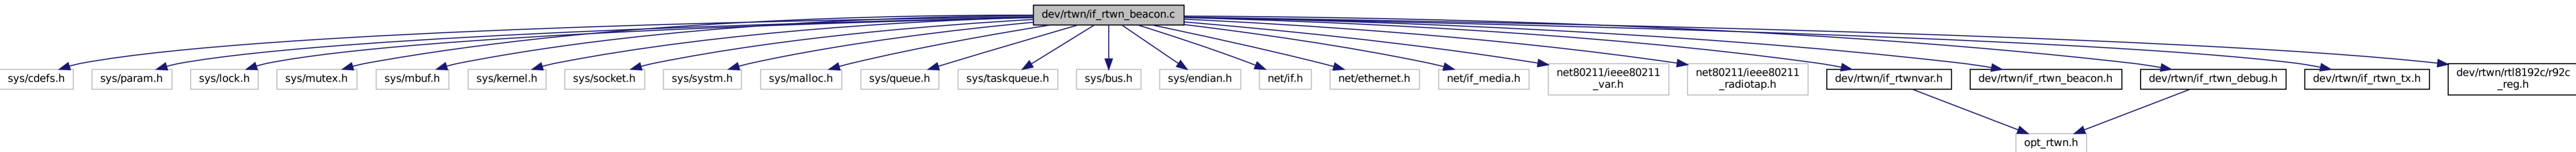 dev/rtwn/if_rtwn_beacon.c
sys/cdefs.h
sys/param.h
sys/lock.h
sys/mutex.h
sys/mbuf.h
sys/kernel.h
sys/socket.h
sys/systm.h
sys/malloc.h
sys/queue.h
sys/taskqueue.h
sys/bus.h
sys/endian.h
net/if.h
net/ethernet.h
net/if_media.h
net80211/ieee80211
_var.h
net80211/ieee80211
_radiotap.h
dev/rtwn/if_rtwnvar.h
dev/rtwn/if_rtwn_beacon.h
dev/rtwn/if_rtwn_debug.h
dev/rtwn/if_rtwn_tx.h
dev/rtwn/rtl8192c/r92c
_reg.h
opt_rtwn.h